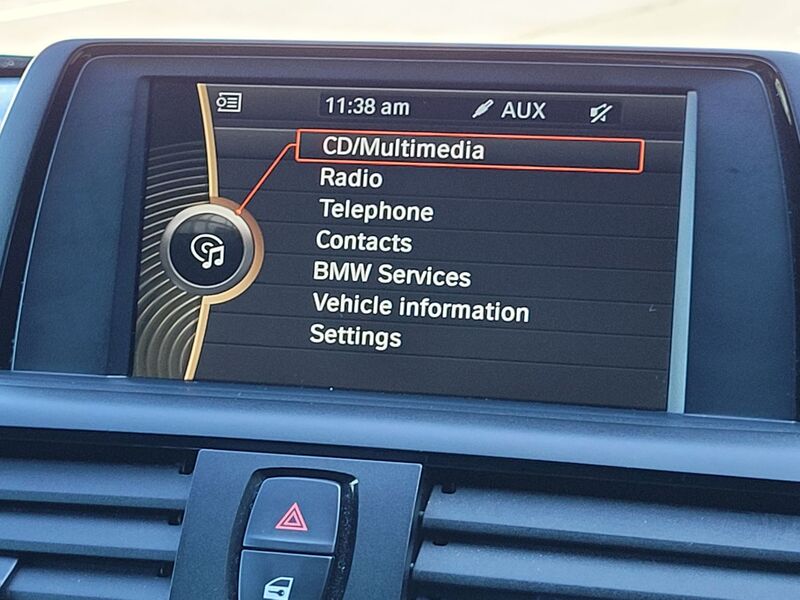 11:38 am AUX
CD/Multimedia
Radio
Telephone
Contacts
BMW Services
Vehicle information
Settings